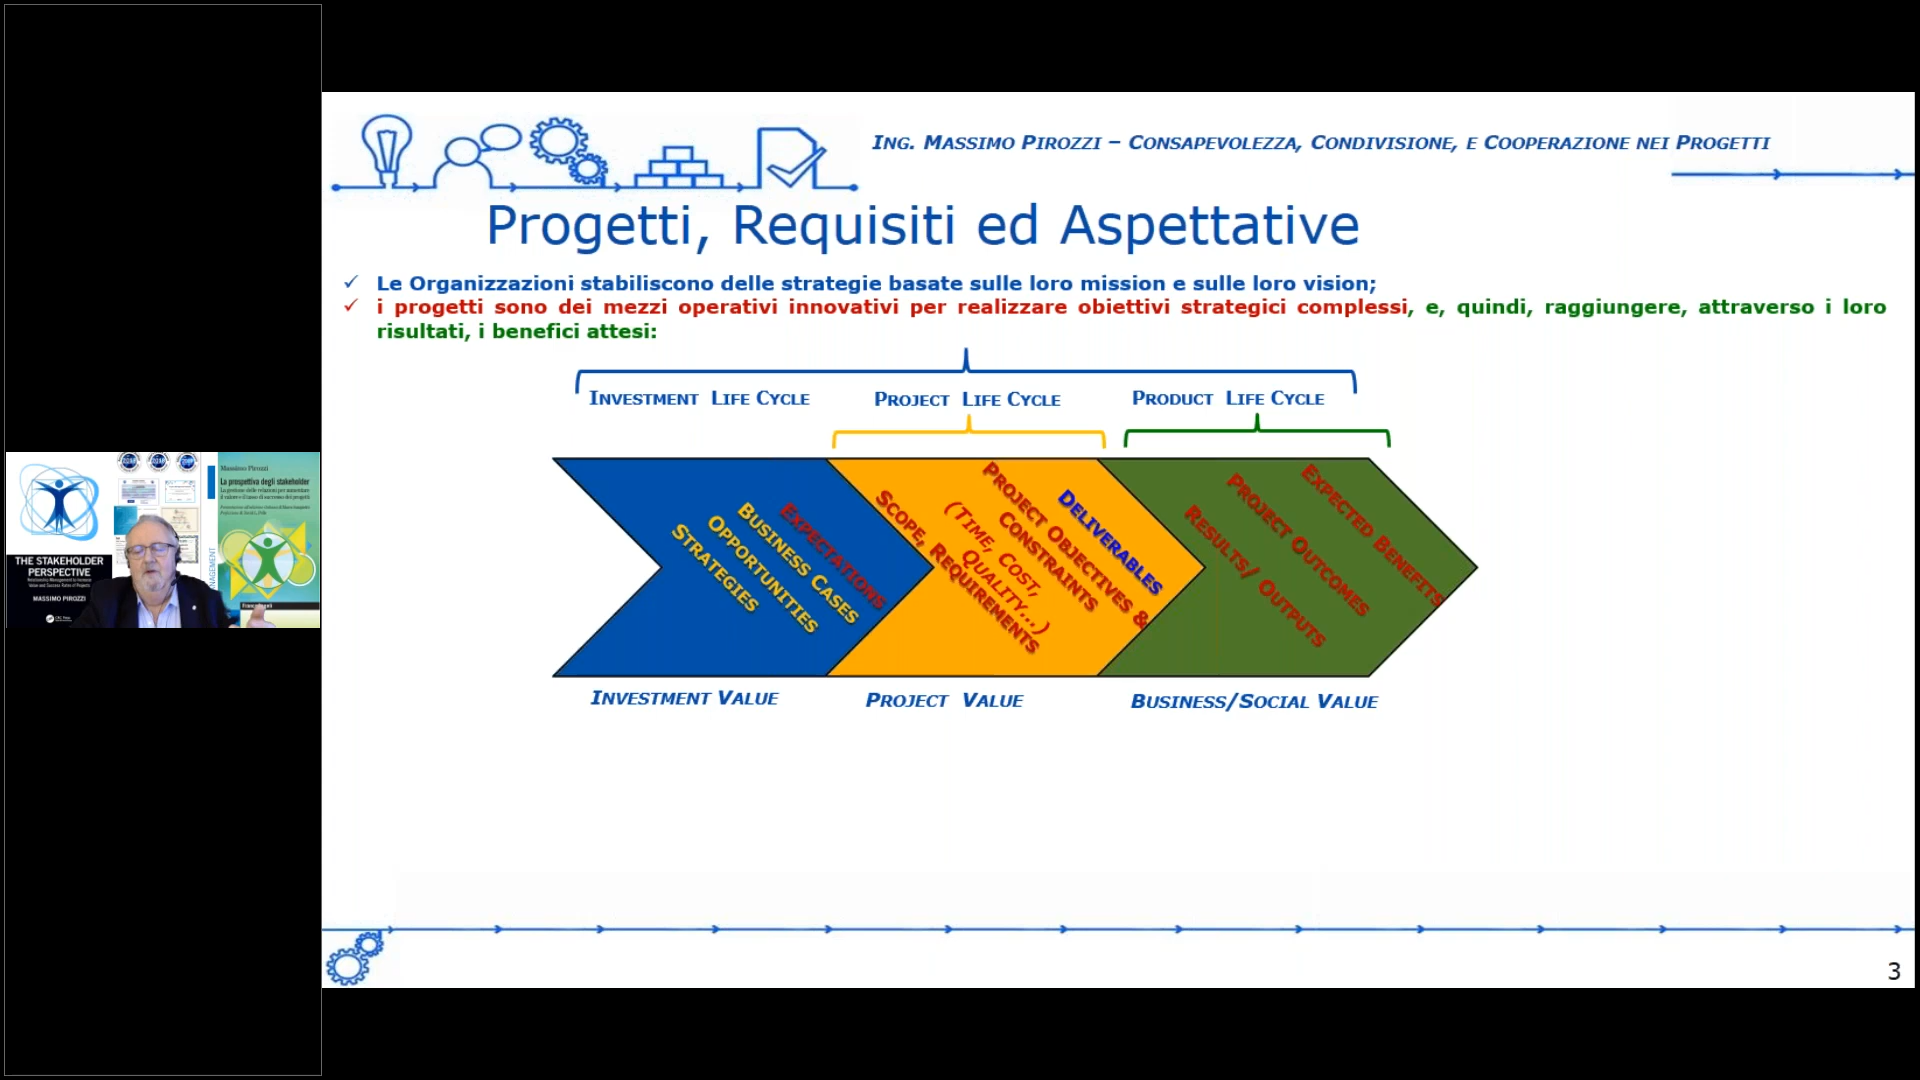 ING. MASSIMO PIROZZI – CONSAPEVOLEZZA, CONDIVISIONE, E COOPERAZIONE NEI PROGETTI
Progetti, Requisiti ed Aspettative
✓ Le Organizzazioni stabiliscono delle strategie basate sulle loro mission e sulle loro vision;
✓ i progetti sono dei mezzi operativi innovativi per realizzare obiettivi strategici complessi, e, quindi, raggiungere, attraverso i loro
risultati, i benefici attesi:
INVESTMENT LIFE CYCLE
PROJECT LIFE CYCLE
PRODUCT LIFE CYCLE
STRATEGIES
OPPORTUNITIES
BUSINESS CASES
EXPECTATIONS
SCOPE, REQUIREMENTS
PROJECT OBJECTIVES &
CONSTRAINTS
(TIME, COST,
QUALITY...)
DELIVERABLES
RESULTS/ OUTPUTS
PROJECT OUTCOMES
EXPECTED BENEFITS
INVESTMENT VALUE
PROJECT VALUE
BUSINESS/SOCIAL VALUE
3
THE STAKEHOLDER
PERSPECTIVE
MASSIMO PIROZZI
Massimo Pirozzi
La prospettiva degli stakeholder